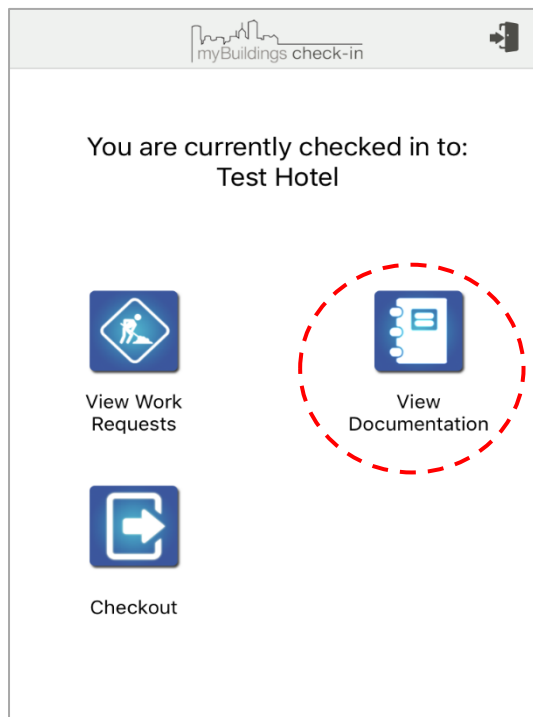 myBuildings check-in
You are currently checked in to:
Test Hotel
View Work
Requests
View
Documentation
Checkout